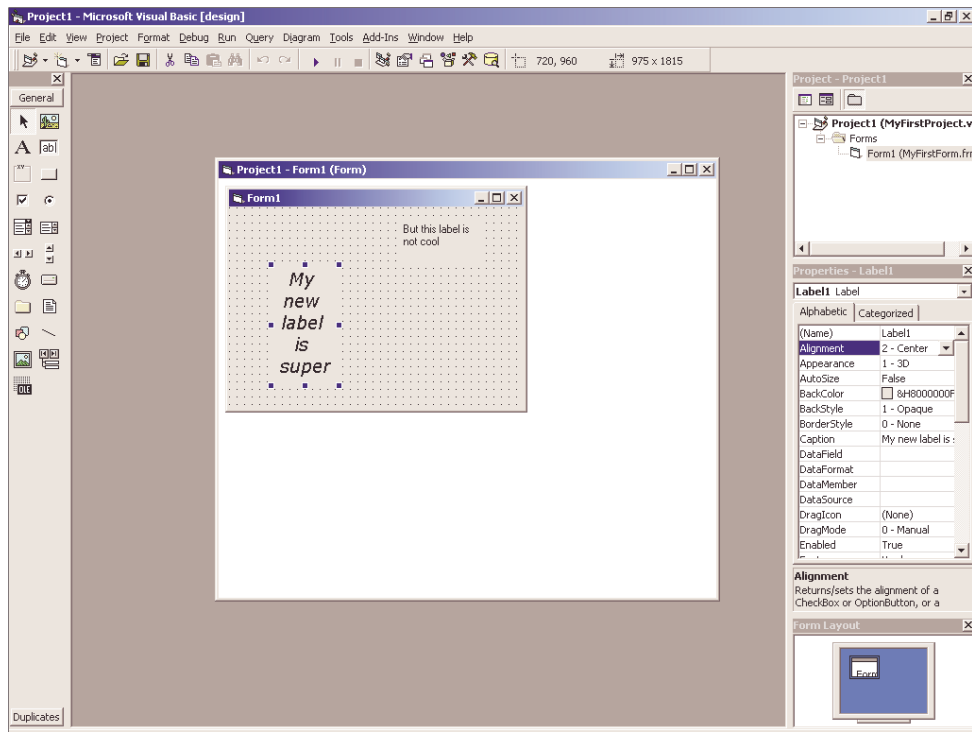 Project1 - Microsoft Visual Basic [design]
File Edit View Project Format Debug Run Query Diagram Tools Add-Ins Window Help
720, 960 975 x 1815
General
A ab|
XY
OLE
Duplicates
Project1 - Form1 (Form)
Form1
But this label is
not cool
My
new
label
is
super
Project - Project1
Project1 (MyFirstProject.v
Forms
Form1 (MyFirstForm.frr
Properties - Label1
Label1 Label
Alphabetic Categorized
(Name) Label1
Alignment 2 - Center
Appearance 1 - 3D
AutoSize False
BackColor &H8000000F
BackStyle 1 - Opaque
BorderStyle 0 - None
Caption My new label is
DataField
DataFormat
DataMember
DataSource
DragIcon (None)
DragMode 0 - Manual
Enabled True
Alignment
Returns/sets the alignment of a
CheckBox or OptionButton, or a
Form Layout
Form